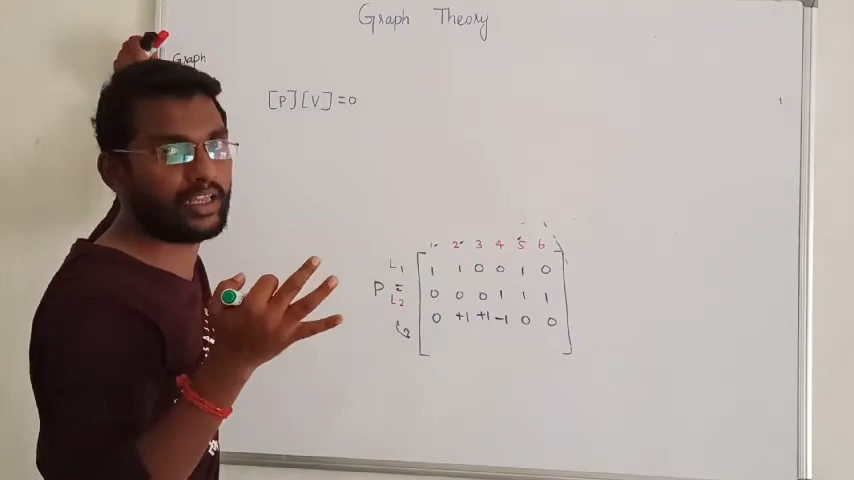 Graph Theory
Graph
[P][V]=0
1 2 3 4 5 6
L1 1 1 0 0 1 0
P =
L2 0 0 0 1 1 1
0 +1 +1 -1 0 0